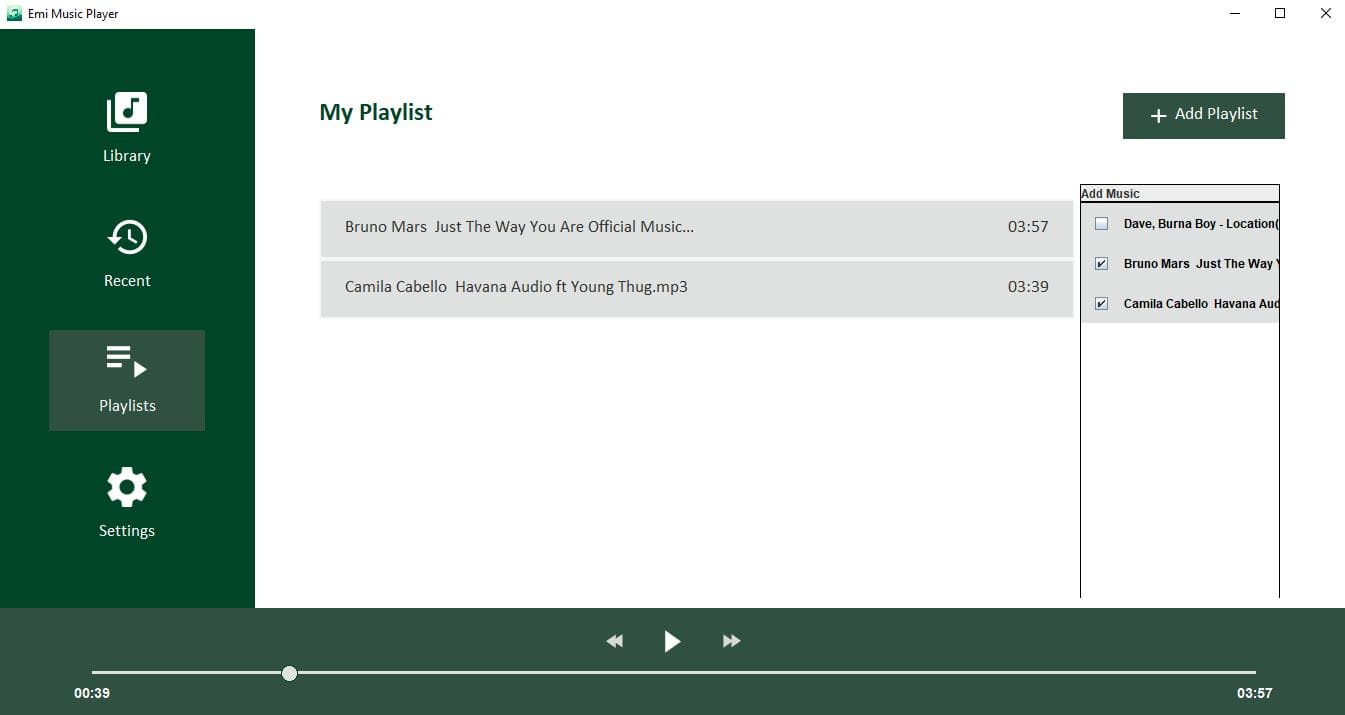 Emi Music Player
Library
Recent
Playlists
Settings
My Playlist
+ Add Playlist
Bruno Mars  Just The Way You Are Official Music... 03:57
Camila Cabello  Havana Audio ft Young Thug.mp3 03:39
Add Music
Dave, Burna Boy - Location(
Bruno Mars  Just The Way
Camila Cabello  Havana Aud
00:39
03:57